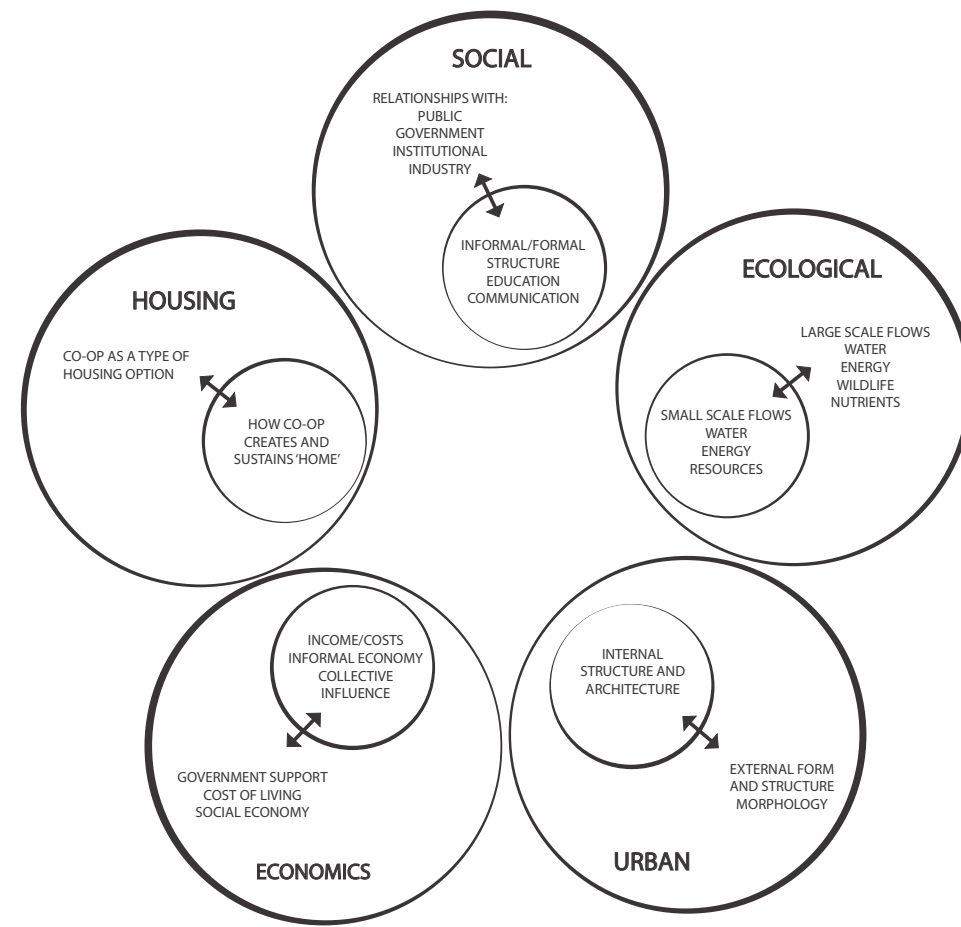 SOCIAL
RELATIONSHIPS WITH:
PUBLIC
GOVERNMENT
INSTITUTIONAL
INDUSTRY
INFORMAL/FORMAL
STRUCTURE
EDUCATION
COMMUNICATION
ECOLOGICAL
LARGE SCALE FLOWS
WATER
ENERGY
WILDLIFE
NUTRIENTS
SMALL SCALE FLOWS
WATER
ENERGY
RESOURCES
HOUSING
CO-OP AS A TYPE OF
HOUSING OPTION
HOW CO-OP
CREATES AND
SUSTAINS 'HOME'
INCOME/COSTS
INFORMAL ECONOMY
COLLECTIVE
INFLUENCE
GOVERNMENT SUPPORT
COST OF LIVING
SOCIAL ECONOMY
ECONOMICS
INTERNAL
STRUCTURE AND
ARCHITECTURE
EXTERNAL FORM
AND STRUCTURE
MORPHOLOGY
URBAN